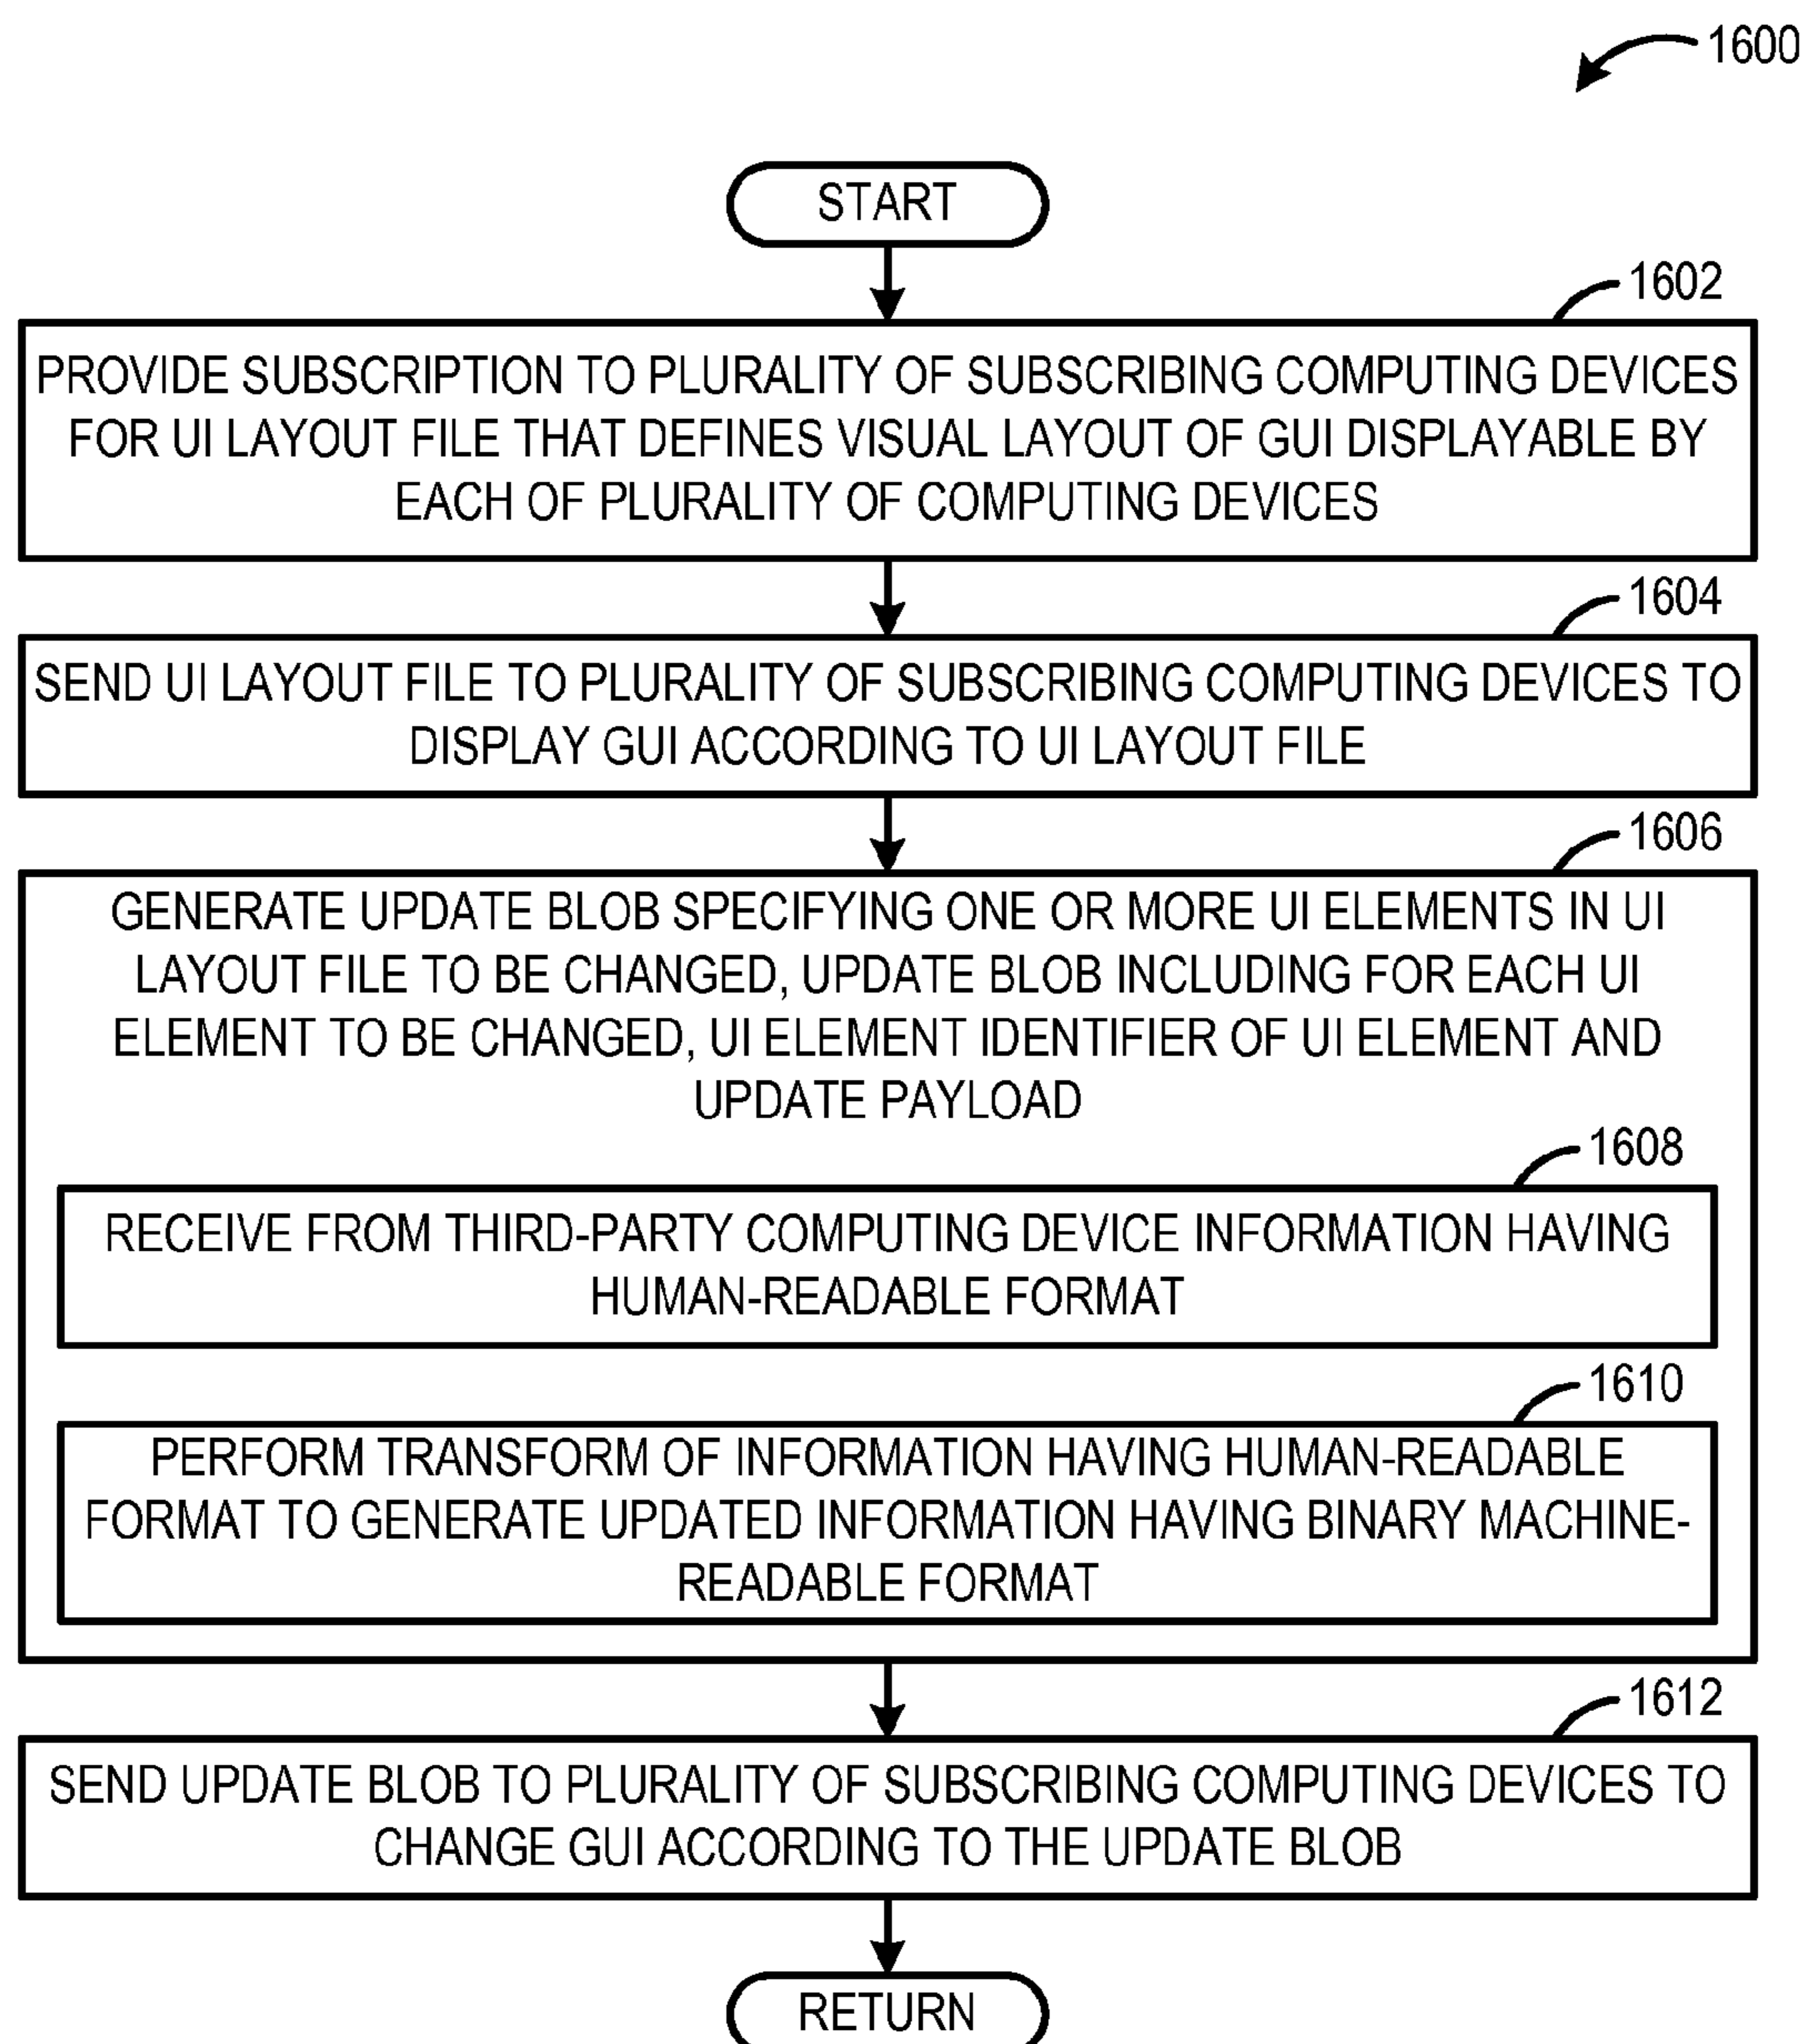 1600
START
1602
PROVIDE SUBSCRIPTION TO PLURALITY OF SUBSCRIBING COMPUTING DEVICES
FOR UI LAYOUT FILE THAT DEFINES VISUAL LAYOUT OF GUI DISPLAYABLE BY
EACH OF PLURALITY OF COMPUTING DEVICES
1604
SEND UI LAYOUT FILE TO PLURALITY OF SUBSCRIBING COMPUTING DEVICES TO
DISPLAY GUI ACCORDING TO UI LAYOUT FILE
1606
GENERATE UPDATE BLOB SPECIFYING ONE OR MORE UI ELEMENTS IN UI
LAYOUT FILE TO BE CHANGED, UPDATE BLOB INCLUDING FOR EACH UI
ELEMENT TO BE CHANGED, UI ELEMENT IDENTIFIER OF UI ELEMENT AND
UPDATE PAYLOAD
1608
RECEIVE FROM THIRD-PARTY COMPUTING DEVICE INFORMATION HAVING
HUMAN-READABLE FORMAT
1610
PERFORM TRANSFORM OF INFORMATION HAVING HUMAN-READABLE
FORMAT TO GENERATE UPDATED INFORMATION HAVING BINARY MACHINE-
READABLE FORMAT
1612
SEND UPDATE BLOB TO PLURALITY OF SUBSCRIBING COMPUTING DEVICES TO
CHANGE GUI ACCORDING TO THE UPDATE BLOB
RETURN